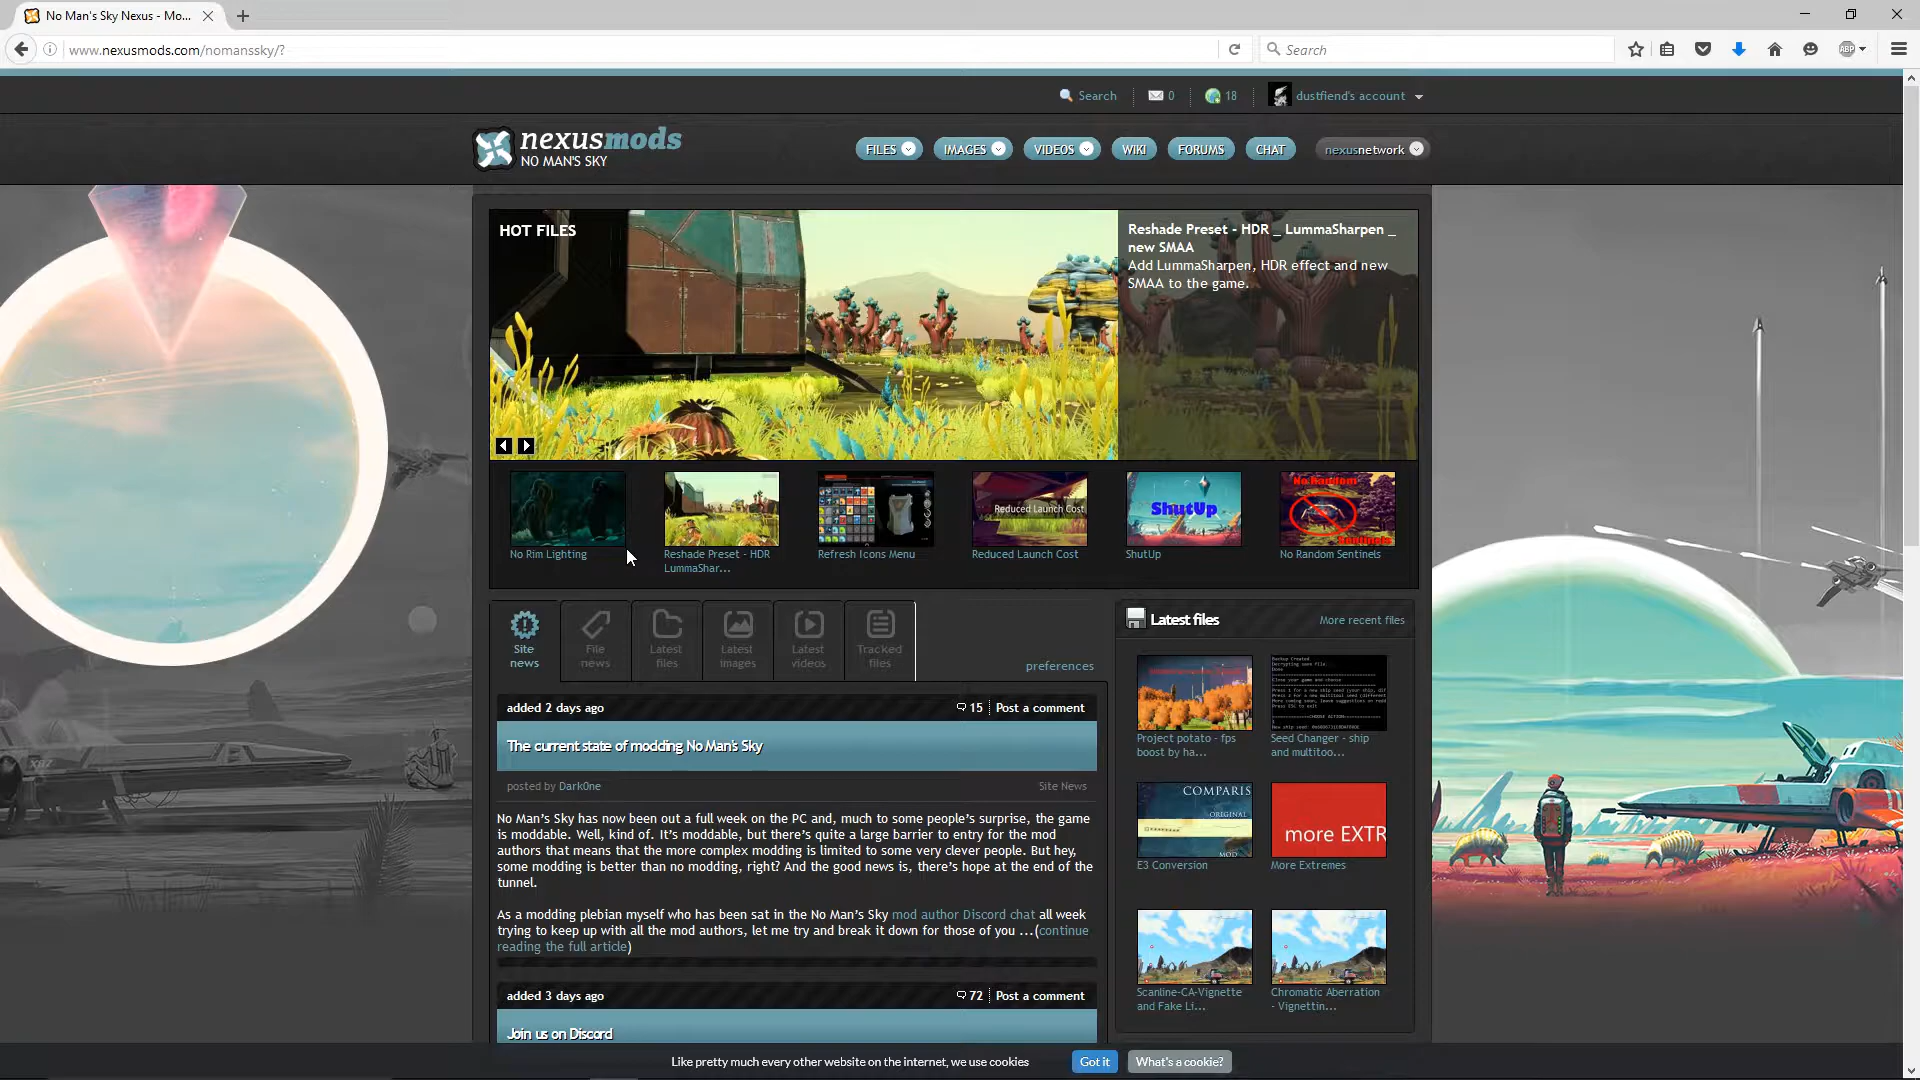 No Man's Sky Nexus - Mo...
www.nexusmods.com/nomanssky/?
Search
ABP
Search
0
18
dustfiend's account
nexusmods
NO MAN'S SKY
FILES
IMAGES
VIDEOS
WIKI
FORUMS
CHAT
nexusnetwork
HOT FILES
Reshade Preset - HDR _ LummaSharpen _
new SMAA
Add LummaSharpen, HDR effect and new
SMAA to the game.
Reduced Launch Cost
ShutUp
No Random
Sentinels
No Rim Lighting
Reshade Preset - HDR
LummaShar...
Refresh Icons Menu
Reduced Launch Cost
ShutUp
No Random Sentinels
Site
news
File
news
Latest
files
Latest
images
Latest
videos
Tracked
files
preferences
Latest files
More recent files
added 2 days ago
15
Post a comment
The current state of modding No Man's Sky
posted by Dark0ne
Site News
No Man's Sky has now been out a full week on the PC and, much to some people's surprise, the game
is moddable. Well, kind of. It's moddable, but there's quite a large barrier to entry for the mod
authors that means that the more complex modding is limited to some very clever people. But hey,
some modding is better than no modding, right? And the good news is, there's hope at the end of the
tunnel.
As a modding plebian myself who has been sat in the No Man's Sky mod author Discord chat all week
trying to keep up with all the mod authors, let me try and break it down for those of you ...(continue
reading the full article)
added 3 days ago
72
Post a comment
Join us on Discord
Project potato - fps
boost by ha...
Seed Changer - ship
and multitoo...
COMPARIS
ORIGINAL
MOD
E3 Conversion
more EXTR
More Extremes
Scanline-CA-Vignette
and Fake Li...
Chromatic Aberration
- Vignettin...
Like pretty much every other website on the internet, we use cookies
Got it
What's a cookie?